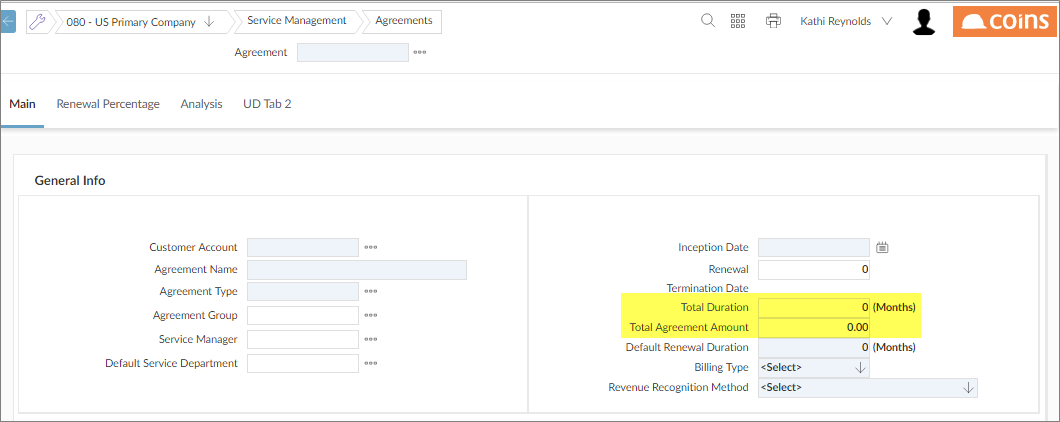 080 - US Primary Company
Service Management
Agreements
Kathi Reynolds
coins
Agreement
Main
Renewal Percentage
Analysis
UD Tab 2
General Info
Customer Account
Agreement Name
Agreement Type
Agreement Group
Service Manager
Default Service Department
Inception Date
Renewal 0
Termination Date
Total Duration 0 (Months)
Total Agreement Amount 0.00
Default Renewal Duration 0 (Months)
Billing Type <Select>
Revenue Recognition Method <Select>